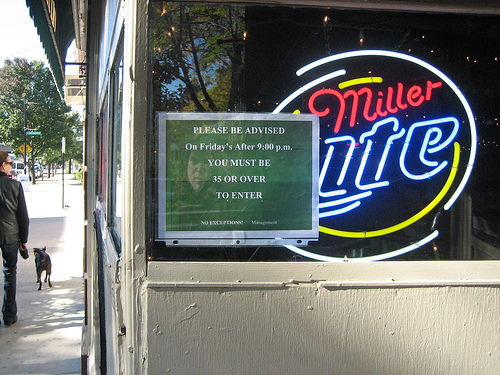 PLEASE BE ADVISED
On Friday's After 9:00 p.m.
YOU MUST BE
35 OR OVER
TO ENTER
NO EXCEPTIONS! Management
Miller
Lite